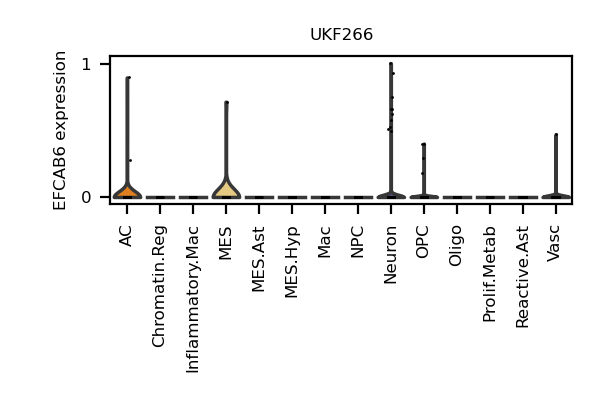 UKF266
EFCAB6 expression
1
0
AC
Chromatin.Reg
Inflammatory.Mac
MES
MES.Ast
MES.Hyp
Mac
NPC
Neuron
OPC
Oligo
Prolif.Metab
Reactive.Ast
Vasc